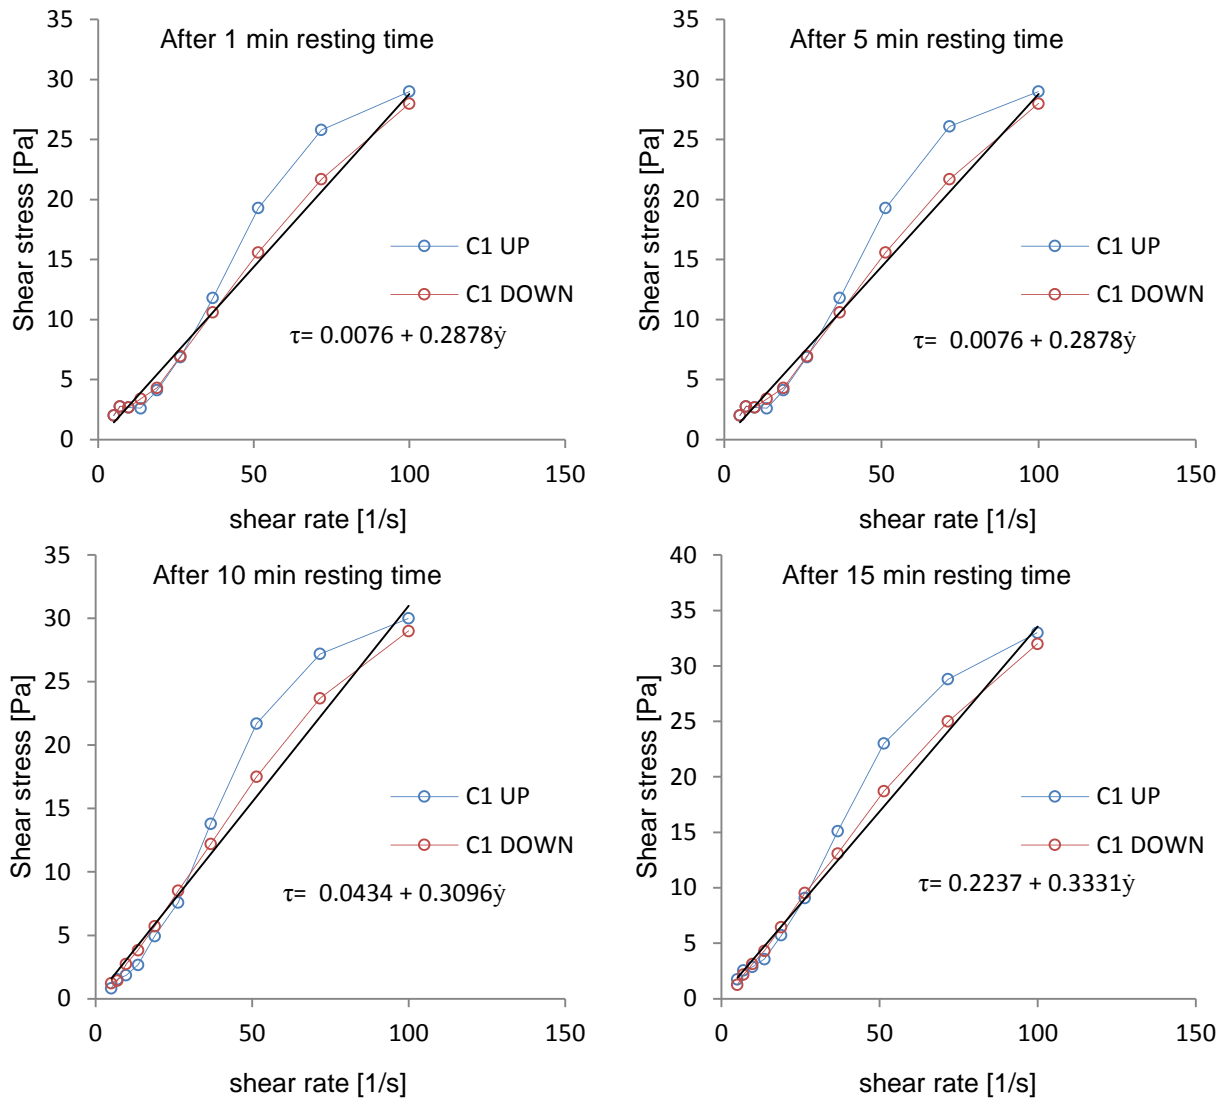 After 1 min resting time
35
30
25
20
15
10
5
0
Shear stress [Pa]
C1 UP
C1 DOWN
τ= 0.0076 + 0.2878ẏ
0 50 100 150
shear rate [1/s]
After 5 min resting time
35
30
25
20
15
10
5
0
Shear stress [Pa]
C1 UP
C1 DOWN
τ= 0.0076 + 0.2878ẏ
0 50 100 150
shear rate [1/s]
After 10 min resting time
35
30
25
20
15
10
5
0
Shear stress [Pa]
C1 UP
C1 DOWN
τ= 0.0434 + 0.3096ẏ
0 50 100 150
shear rate [1/s]
After 15 min resting time
40
35
30
25
20
15
10
5
0
Shear stress [Pa]
C1 UP
C1 DOWN
τ= 0.2237 + 0.3331ẏ
0 50 100 150
shear rate [1/s]